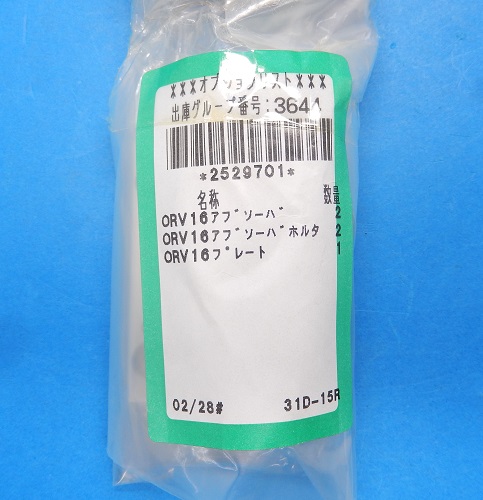 ***オプションリスト***
出庫グループ番号:3644
*2529701*
名称 数量
ORV16アブソーバ 2
ORV16アブソーバホルタ 2
ORV16プレート 1
02/28# 31D-15R